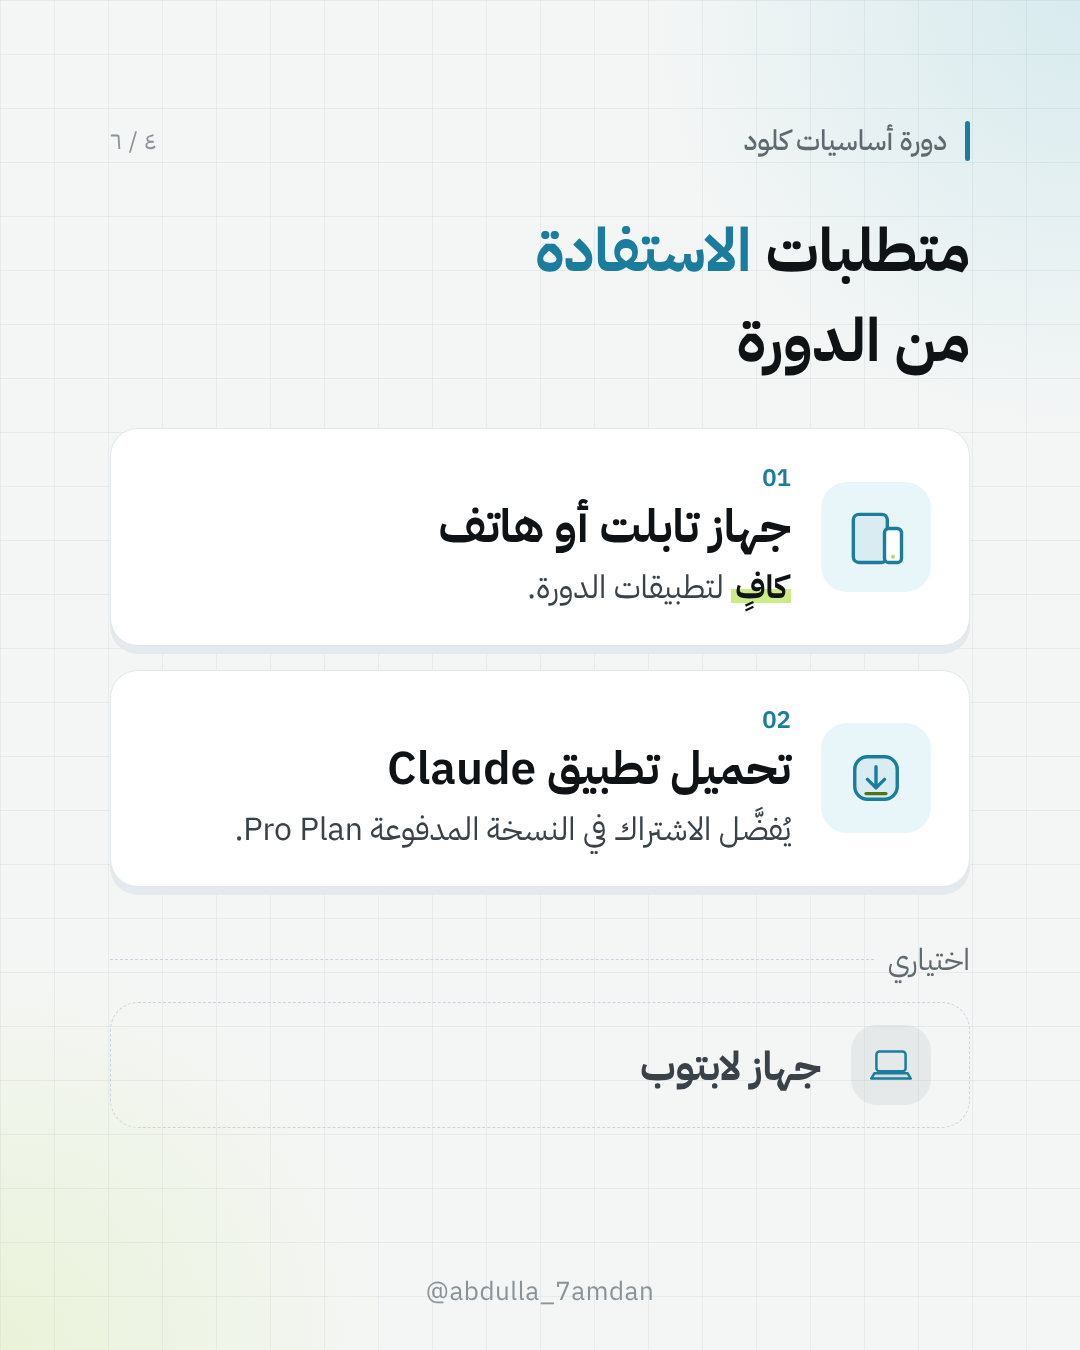 دورة أساسيات كلود
٤ / ٦
متطلبات الاستفادة
من الدورة
01
جهاز تابلت أو هاتف
كافٍ لتطبيقات الدورة.
02
تحميل تطبيق Claude
يُفضَّل الاشتراك في النسخة المدفوعة Pro Plan.
اختياري
جهاز لابتوب
@abdulla_7amdan